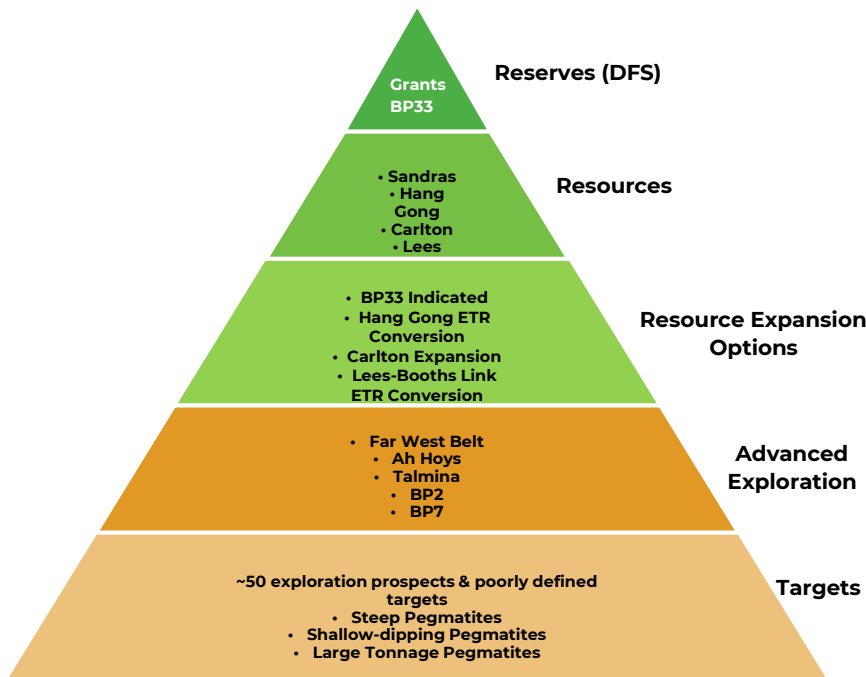 Grants
BP33
Reserves (DFS)
• Sandras
• Hang
Gong
• Carlton
• Lees
Resources
• BP33 Indicated
• Hang Gong ETR
Conversion
• Carlton Expansion
• Lees-Booths Link
ETR Conversion
Resource Expansion
Options
• Far West Belt
• Ah Hoys
• Talmina
• BP2
• BP7
Advanced
Exploration
~50 exploration prospects & poorly defined
targets
• Steep Pegmatites
• Shallow-dipping Pegmatites
• Large Tonnage Pegmatites
Targets